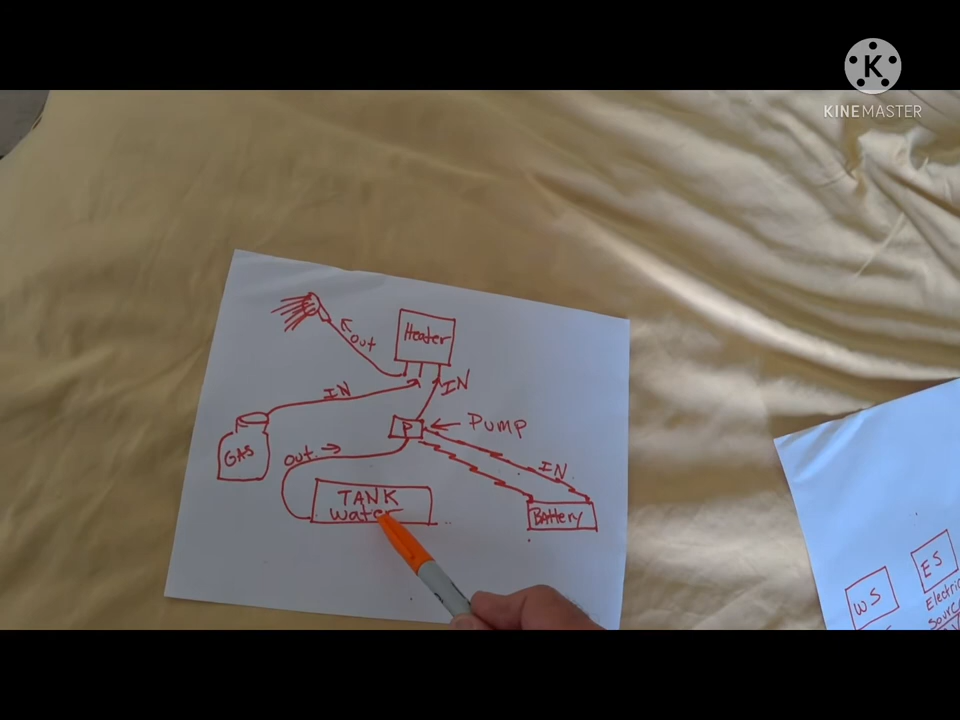 K
KINEMASTER
Heater
OUT
IN
IN
P
PUMP
GAS
OUT
IN
TANK
Water
BAttery
WS
ES
Electric
Source